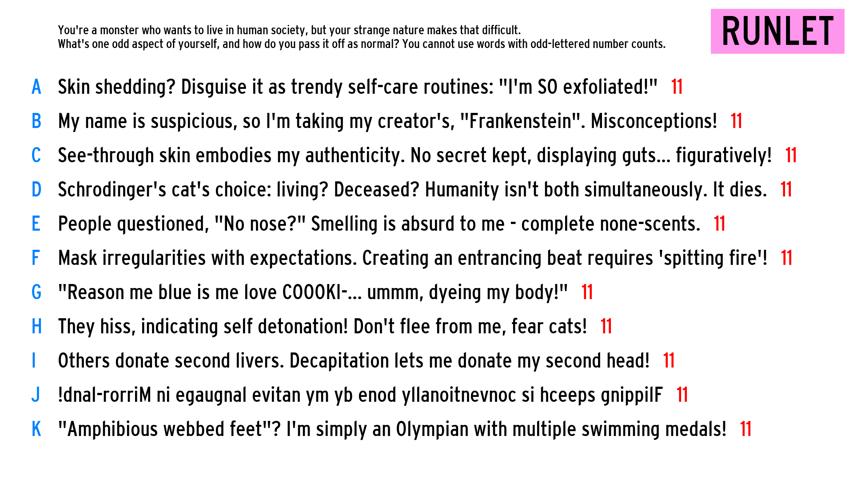 You're a monster who wants to live in human society, but your strange nature makes that difficult.
What's one odd aspect of yourself, and how do you pass it off as normal? You cannot use words with odd-lettered number counts.
RUNLET
A Skin shedding? Disguise it as trendy self-care routines: "I'm SO exfoliated!" 11
B My name is suspicious, so I'm taking my creator's, "Frankenstein". Misconceptions! 11
C See-through skin embodies my authenticity. No secret kept, displaying guts... figuratively! 11
D Schrodinger's cat's choice: living? Deceased? Humanity isn't both simultaneously. It dies. 11
E People questioned, "No nose?" Smelling is absurd to me - complete none-scents. 11
F Mask irregularities with expectations. Creating an entrancing beat requires 'spitting fire'! 11
G "Reason me blue is me love COOOKI-... ummm, dyeing my body!" 11
H They hiss, indicating self detonation! Don't flee from me, fear cats! 11
I Others donate second livers. Decapitation lets me donate my second head! 11
J !dnal-rorriM ni egaugnal evitan ym yb enod yllanoitnevnoc si hceeps gnippilF 11
K "Amphibious webbed feet"? I'm simply an Olympian with multiple swimming medals! 11